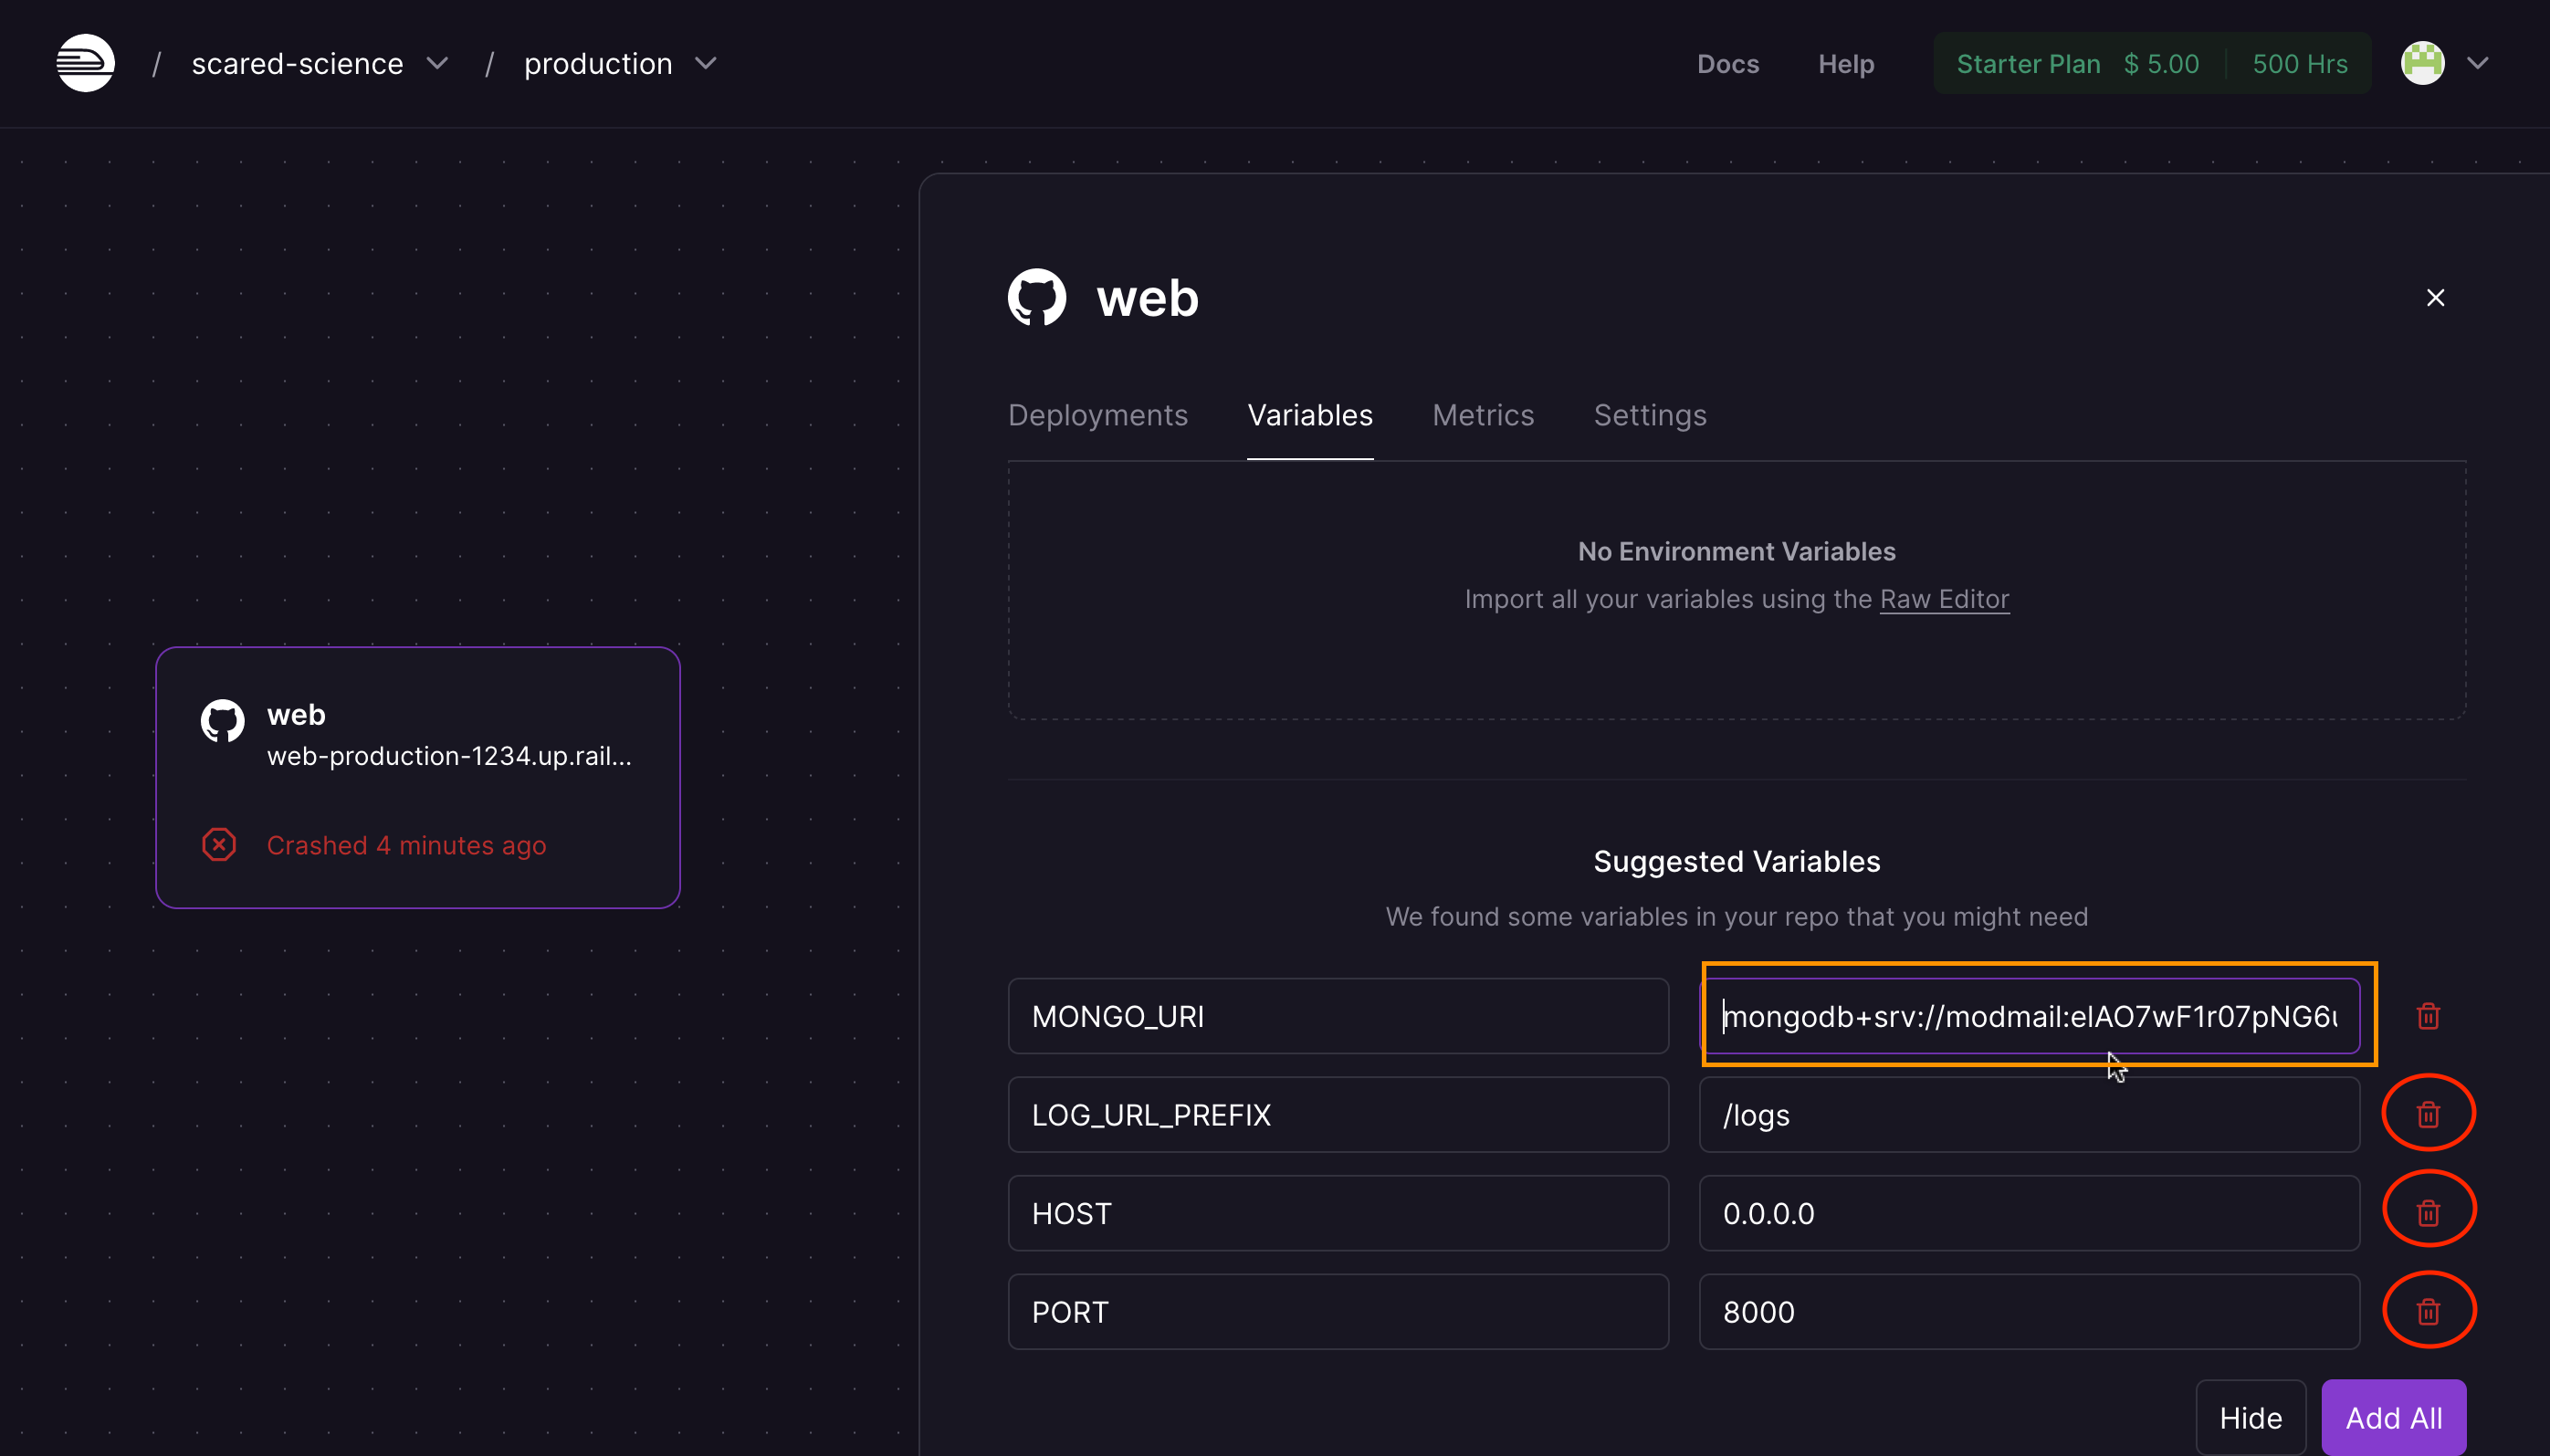 / scared-science / production
Docs Help Starter Plan $ 5.00 500 Hrs
web
Deployments Variables Metrics Settings
No Environment Variables
Import all your variables using the Raw Editor
web
web-production-1234.up.rail...
Crashed 4 minutes ago
Suggested Variables
We found some variables in your repo that you might need
MONGO_URI
mongodb+srv://modmail:elAO7wF1r07pNG6u
LOG_URL_PREFIX
/logs
HOST
0.0.0.0
PORT
8000
Hide Add All